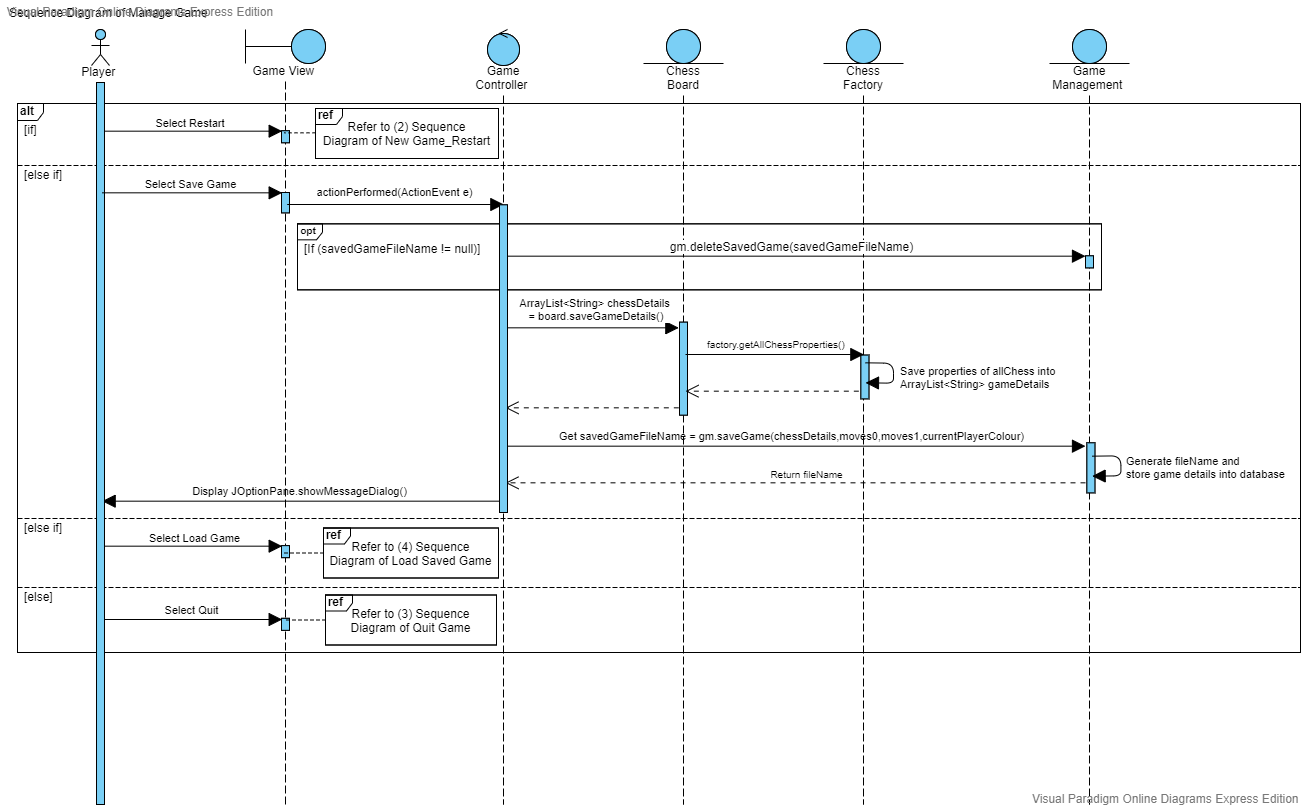 Sequence Diagram of Manage Game
Visual Paradigm Online Diagrams Express Edition
Player
Game View
Game
Controller
Chess
Board
Chess
Factory
Game
Management
alt
[if]
Select Restart
ref
Refer to (2) Sequence
Diagram of New Game_Restart
[else if]
Select Save Game
actionPerformed(ActionEvent e)
opt
[If (savedGameFileName != null)]
gm.deleteSavedGame(savedGameFileName)
ArrayList<String> chessDetails
= board.saveGameDetails()
factory.getAllChessProperties()
Save properties of allChess into
ArrayList<String> gameDetails
Get savedGameFileName = gm.saveGame(chessDetails,moves0,moves1,currentPlayerColour)
Generate fileName and
store game details into database
Return fileName
Display JOptionPane.showMessageDialog()
[else if]
Select Load Game
ref
Refer to (4) Sequence
Diagram of Load Saved Game
[else]
Select Quit
ref
Refer to (3) Sequence
Diagram of Quit Game
Visual Paradigm Online Diagrams Express Edition